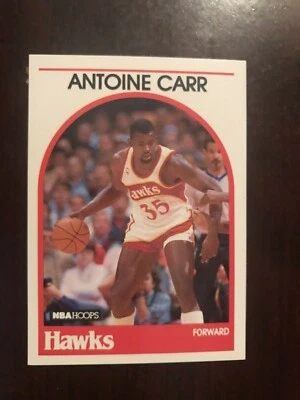 ANTOINE CARR
Hawks
35
NBA HOOPS
FORWARD
Hawks